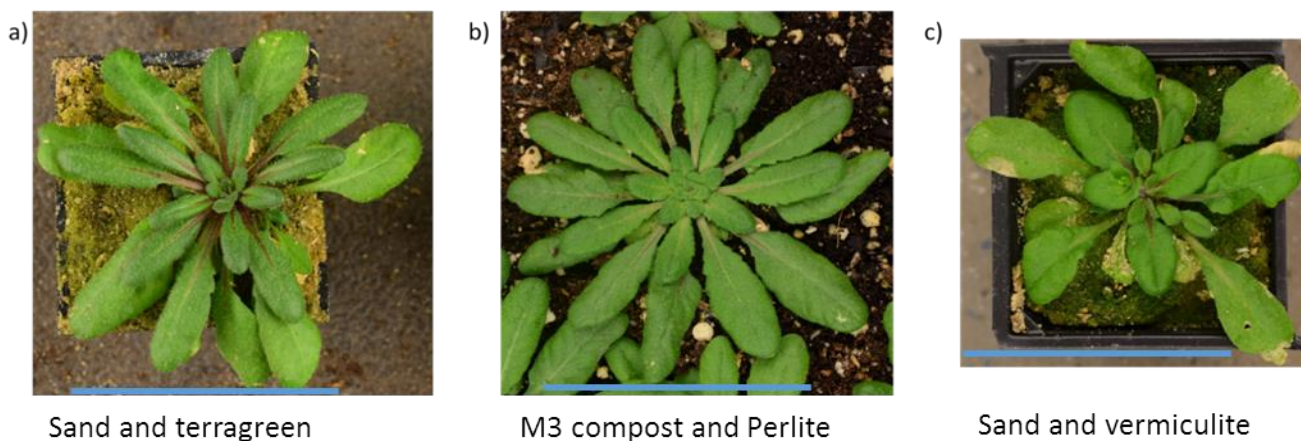 a)
b)
c)
Sand and terragreen
M3 compost and Perlite
Sand and vermiculite